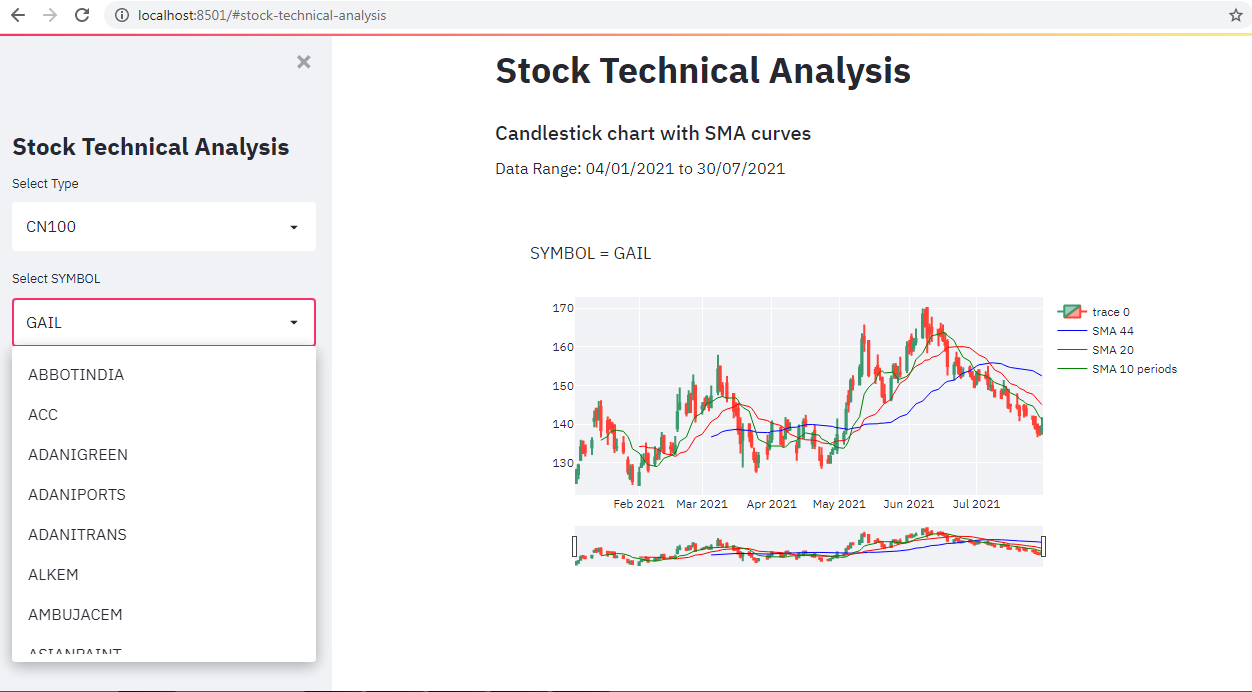 localhost:8501/#stock-technical-analysis
Stock Technical Analysis
Select Type
CN100
Select SYMBOL
GAIL
ABBOTINDIA
ACC
ADANIGREEN
ADANIPORTS
ADANITRANS
ALKEM
AMBUJACEM
ASIANPAINT
Stock Technical Analysis
Candlestick chart with SMA curves
Data Range: 04/01/2021 to 30/07/2021
SYMBOL = GAIL
170
160
150
140
130
Feb 2021 Mar 2021 Apr 2021 May 2021 Jun 2021 Jul 2021
trace 0
SMA 44
SMA 20
SMA 10 periods